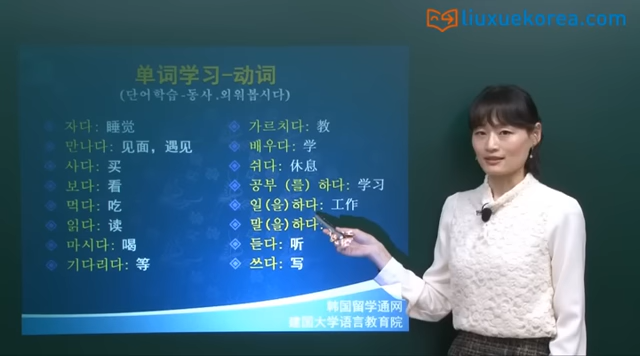 liuxuekorea.com
单词学习-动词
(단어학습-동사.외워봅시다)
자다: 睡觉
만나다: 见面，遇见
사다: 买
보다: 看
먹다: 吃
읽다: 读
마시다: 喝
기다리다: 等
가르치다: 教
배우다: 学
쉬다: 休息
공부 (를) 하다: 学习
일(을)하다: 工作
말(을)하다:
듣다: 听
쓰다: 写
韩国留学通网
建国大学语言教育院